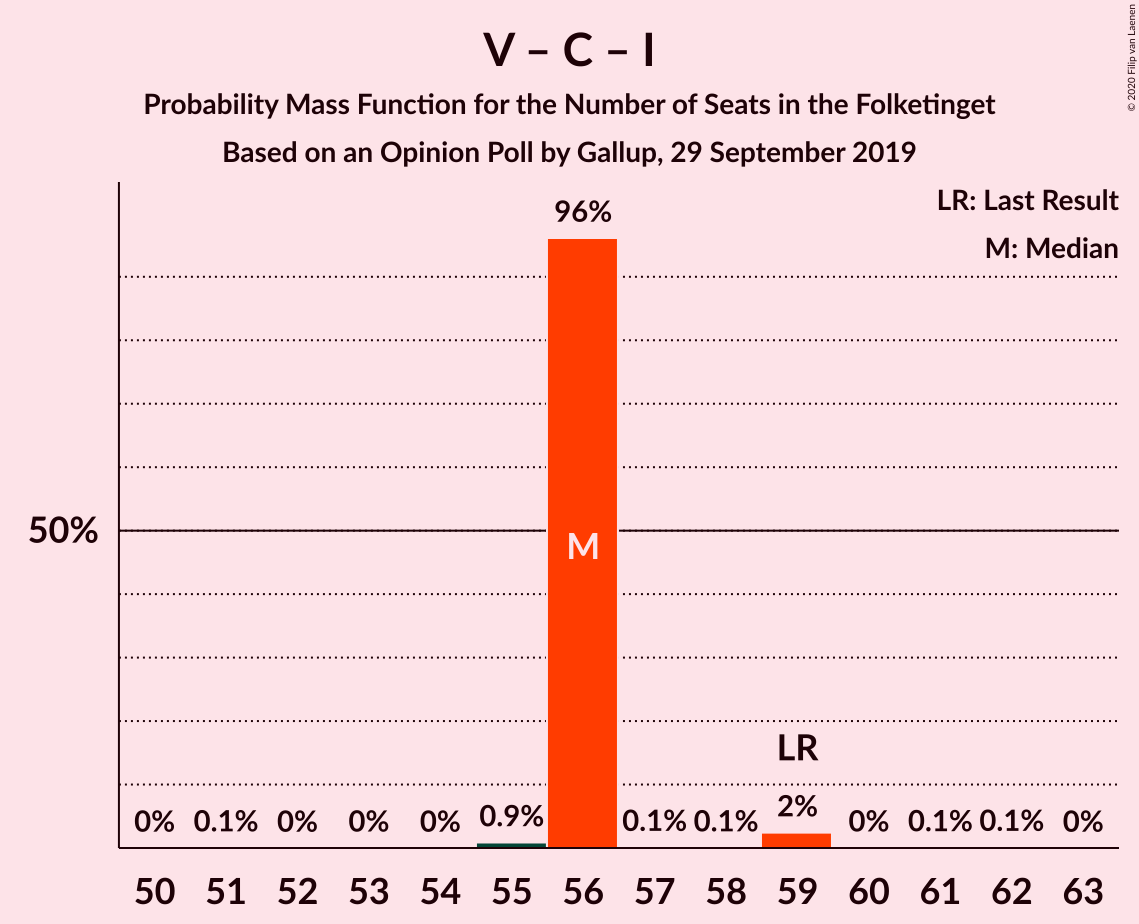 V – C – I
Probability Mass Function for the Number of Seats in the Folketinget
Based on an Opinion Poll by Gallup, 29 September 2019
© 2020 Filip van Laenen
LR: Last Result
M: Median
96%
50%
M
LR
0% 0.1% 0% 0% 0% 0.9% 0.1% 0.1% 2% 0% 0.1% 0.1% 0%
50 51 52 53 54 55 56 57 58 59 60 61 62 63